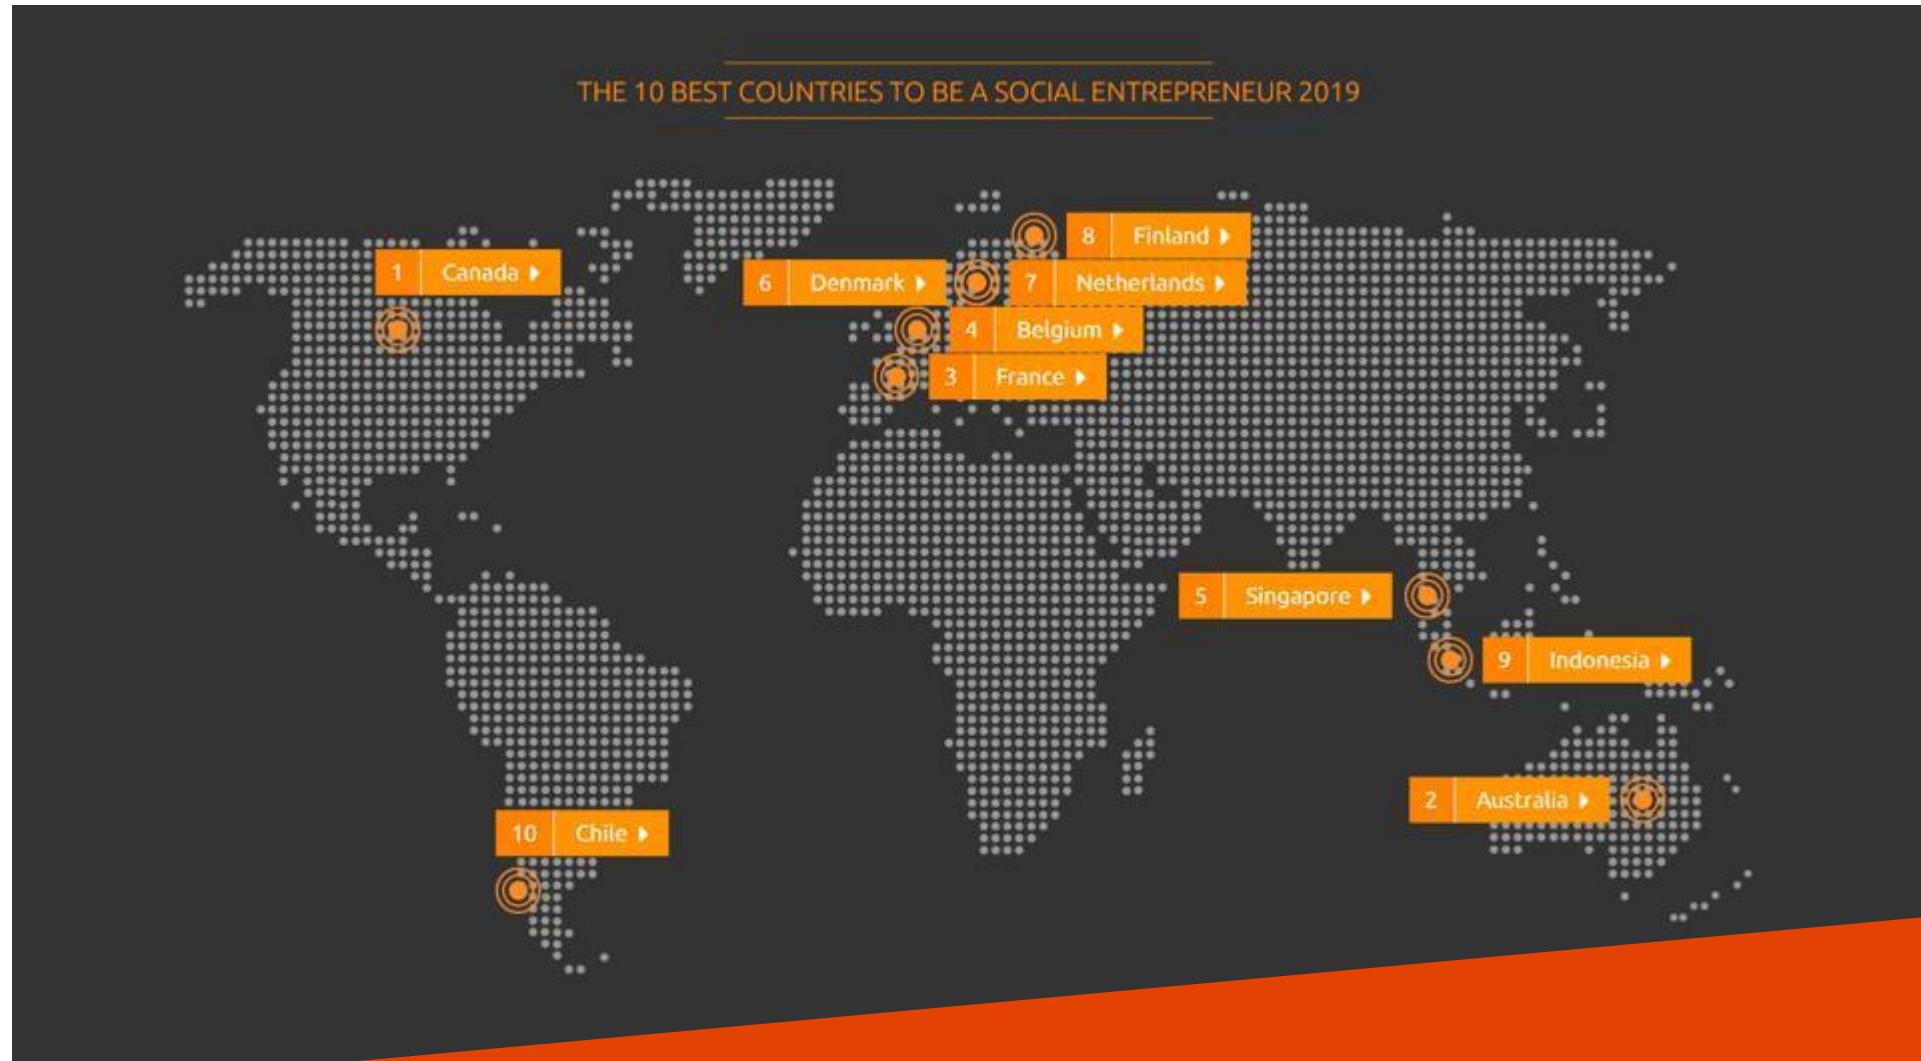 THE 10 BEST COUNTRIES TO BE A SOCIAL ENTREPRENEUR 2019
8 Finland
1 Canada
6 Denmark
7 Netherlands
4 Belgium
3 France
5 Singapore
9 Indonesia
2 Australia
10 Chile